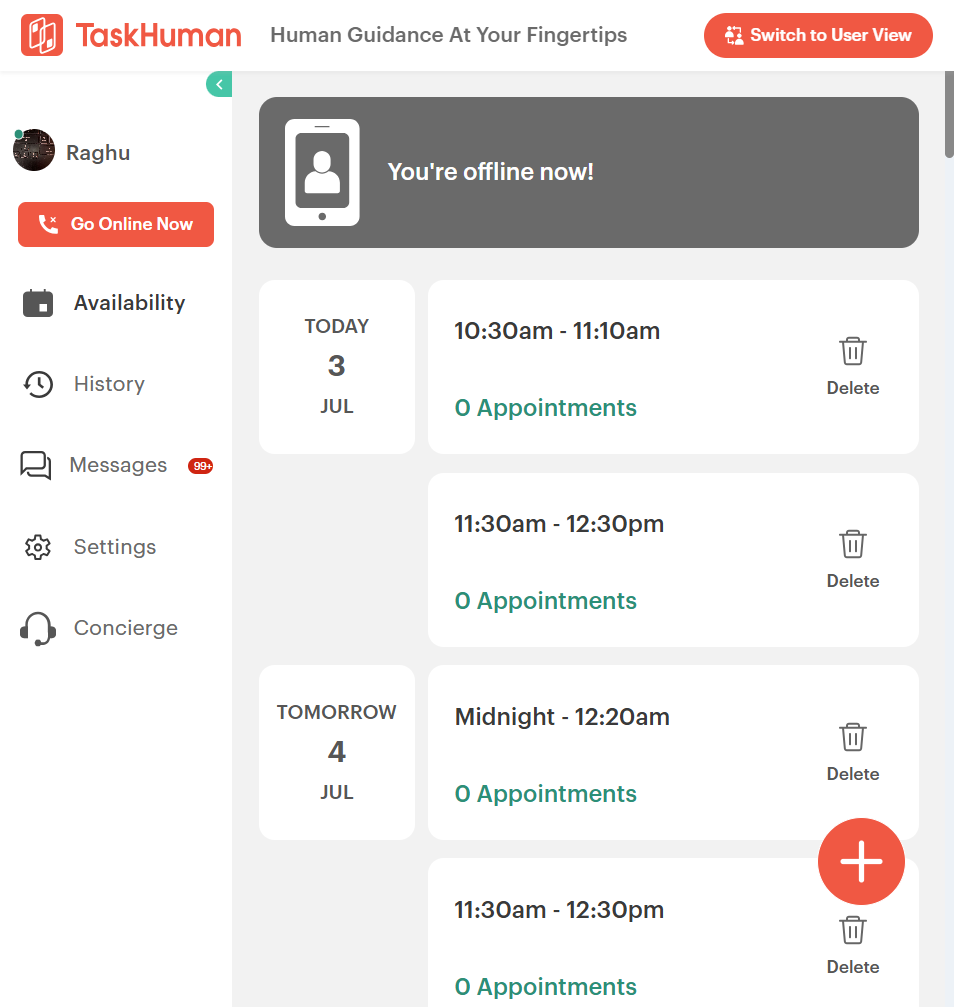 TaskHuman
Human Guidance At Your Fingertips
Switch to User View
Raghu
Go Online Now
Availability
History
Messages
99+
Settings
Concierge
You're offline now!
TODAY
3
JUL
10:30am - 11:10am
0 Appointments
Delete
11:30am - 12:30pm
0 Appointments
Delete
TOMORROW
4
JUL
Midnight - 12:20am
0 Appointments
Delete
11:30am - 12:30pm
0 Appointments
Delete